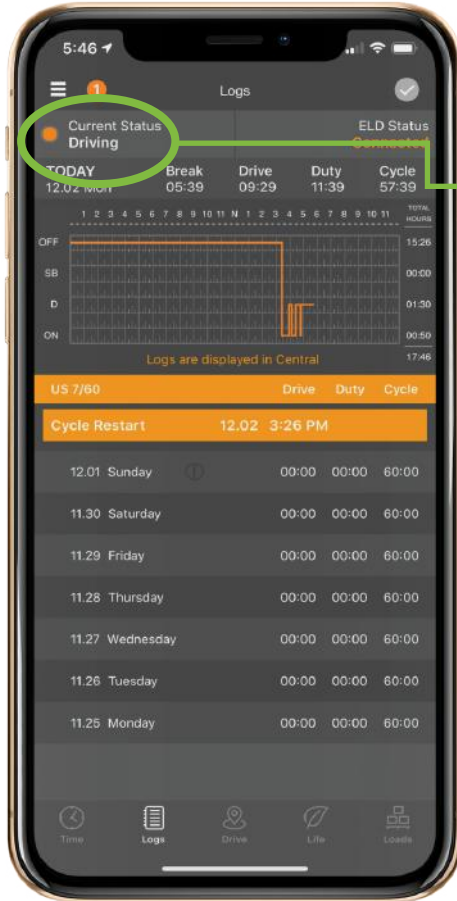 5:46
1 Logs
Current Status ELD Status
Driving Connected
TODAY Break Drive Duty Cycle
12.02 Mon 05:39 09:29 11:39 57:39
1 2 3 4 5 6 7 8 9 10 11 N 1 2 3 4 5 6 7 8 9 10 11 TOTAL HOURS
OFF 15:26
SB 00:00
D 01:30
ON 00:50
Logs are displayed in Central 17:46
US 7/60 Drive Duty Cycle
Cycle Restart 12.02 3:26 PM
12.01 Sunday 00:00 00:00 60:00
11.30 Saturday 00:00 00:00 60:00
11.29 Friday 00:00 00:00 60:00
11.28 Thursday 00:00 00:00 60:00
11.27 Wednesday 00:00 00:00 60:00
11.26 Tuesday 00:00 00:00 60:00
11.25 Monday 00:00 00:00 60:00
Time Logs Drive Life Loads